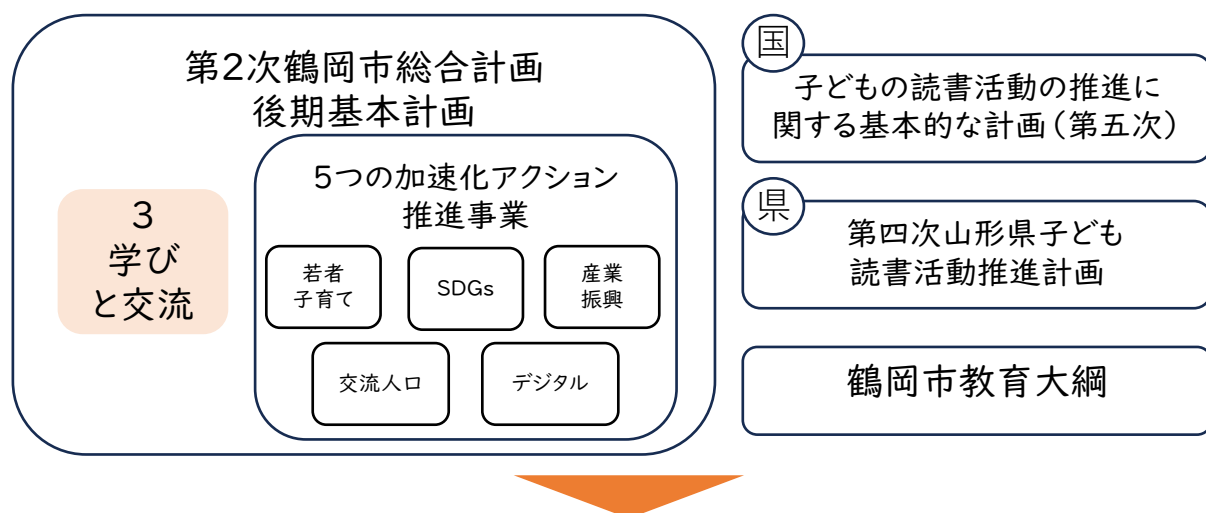 第2次鶴岡市総合計画
後期基本計画
3
学び
と交流
5つの加速化アクション
推進事業
若者
子育て
SDGs
産業
振興
交流人口
デジタル
国
子どもの読書活動の推進に
関する基本的な計画（第五次）
県
第四次山形県子ども
読書活動推進計画
鶴岡市教育大綱